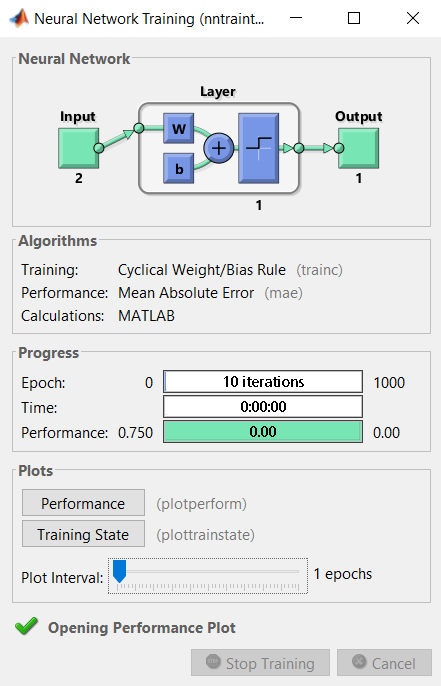 Neural Network Training (nntraint...
Neural Network
Layer
Input
Output
W
b
+
2
1
1
Algorithms
Training: Cyclical Weight/Bias Rule (trainc)
Performance: Mean Absolute Error (mae)
Calculations: MATLAB
Progress
Epoch: 0 10 iterations 1000
Time: 0:00:00
Performance: 0.750 0.00 0.00
Plots
Performance (plotperform)
Training State (plottrainstate)
Plot Interval: 1 epochs
Opening Performance Plot
Stop Training Cancel